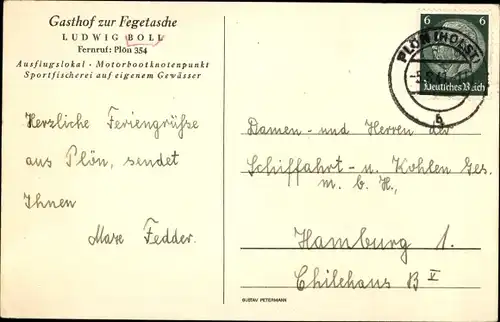 Gasthof zur Fegetasche
LUDWIG BOLL
Fernruf: Plön 354
Ausflugslokal · Motorbootknotenpunkt
Sportfischerei auf eigenem Gewässer
6 6
Deutsches Reich
PLÖN (HOLST)
b
Herzliche Feriengrüße
aus Plön, sendet
Ihnen
Marx Fedder.
Damen- und Herren der
Schiffahrt- u. Kohlen Ges.
m. b. H.,
Hamburg 1.
Chilehaus B V
GUSTAV PETERMANN